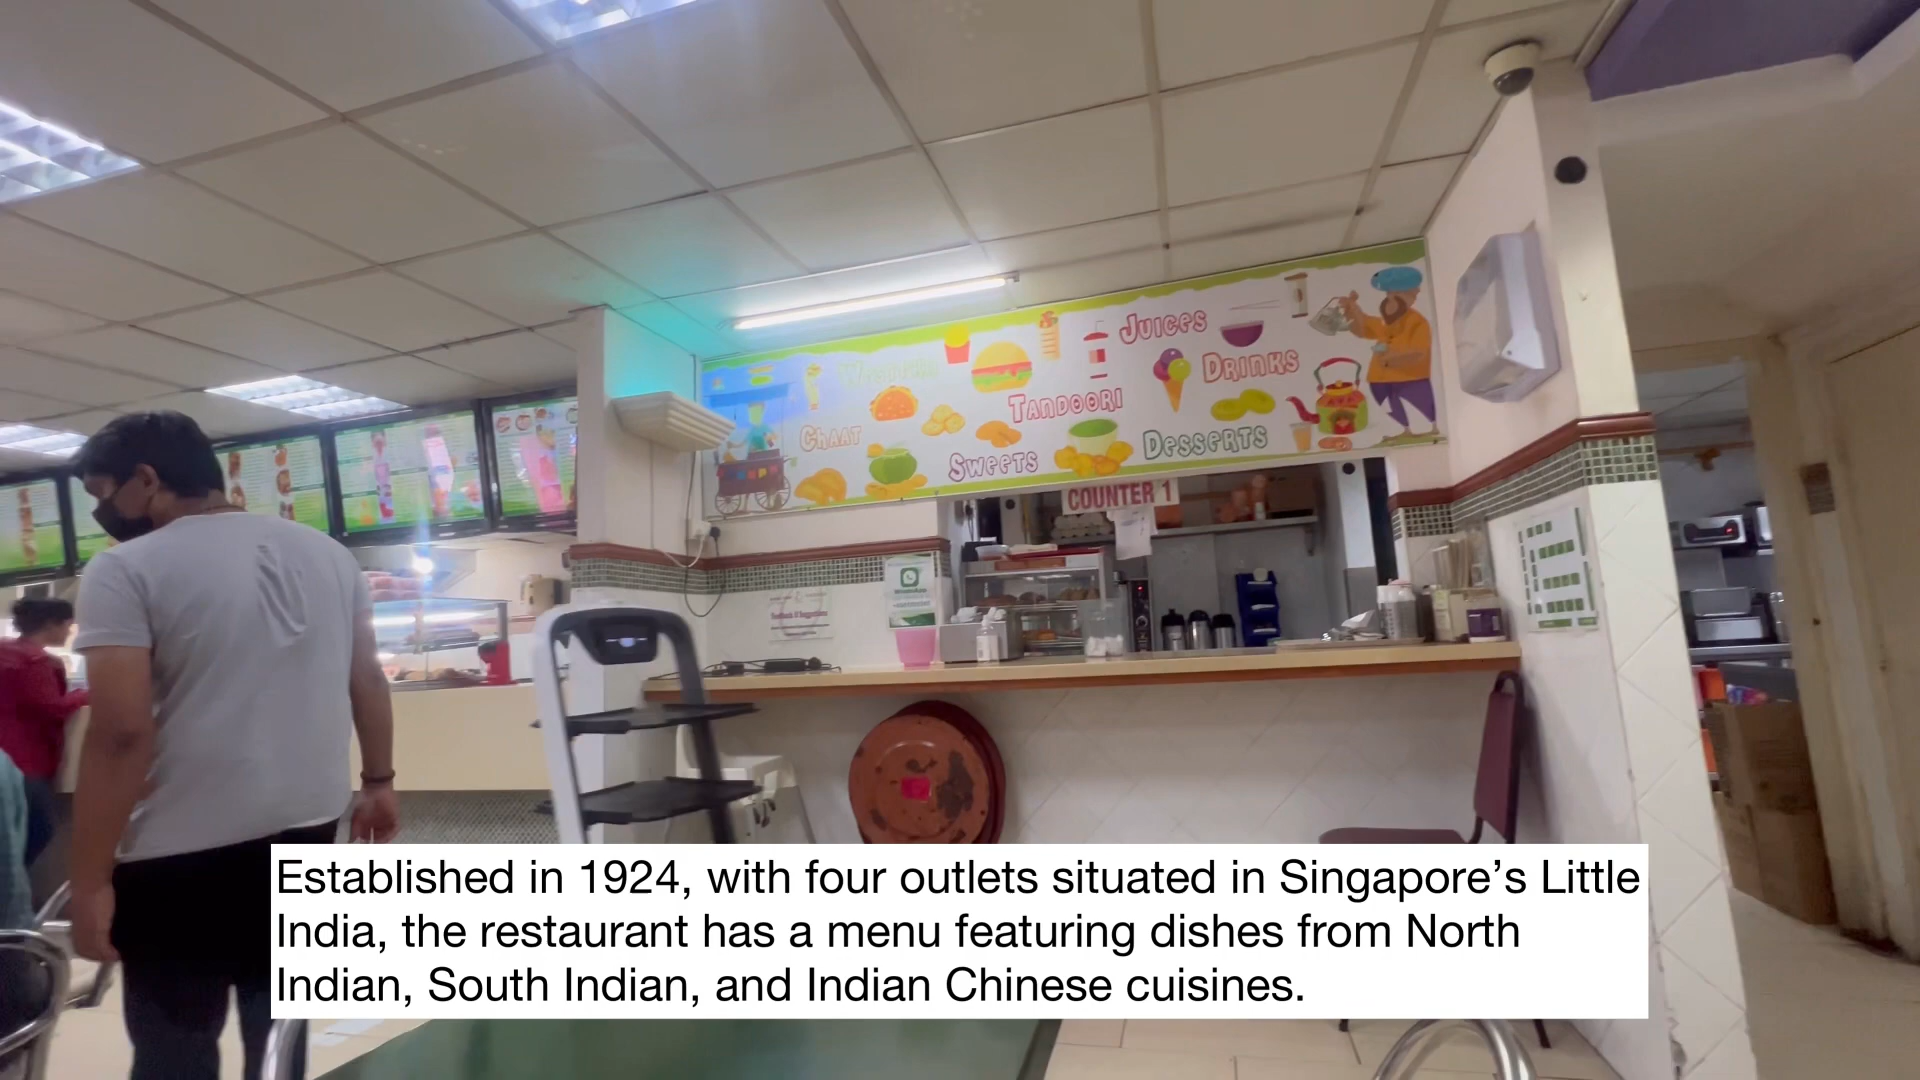 Juices
Drinks
Tandoori
Chaat
Sweets
Desserts
COUNTER 1
WhatsApp
Established in 1924, with four outlets situated in Singapore’s Little
India, the restaurant has a menu featuring dishes from North
Indian, South Indian, and Indian Chinese cuisines.